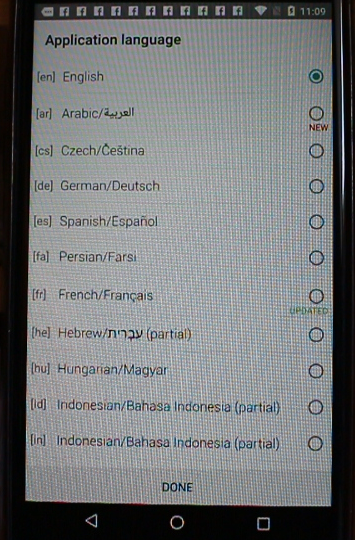 11:09
Application language
[en] English
[ar] Arabic/العربية
NEW
[cs] Czech/Čeština
[de] German/Deutsch
[es] Spanish/Español
[fa] Persian/Farsi
[fr] French/Français
UPDATED
[he] Hebrew/עברית (partial)
[hu] Hungarian/Magyar
[id] Indonesian/Bahasa Indonesia (partial)
[in] Indonesian/Bahasa Indonesia (partial)
DONE